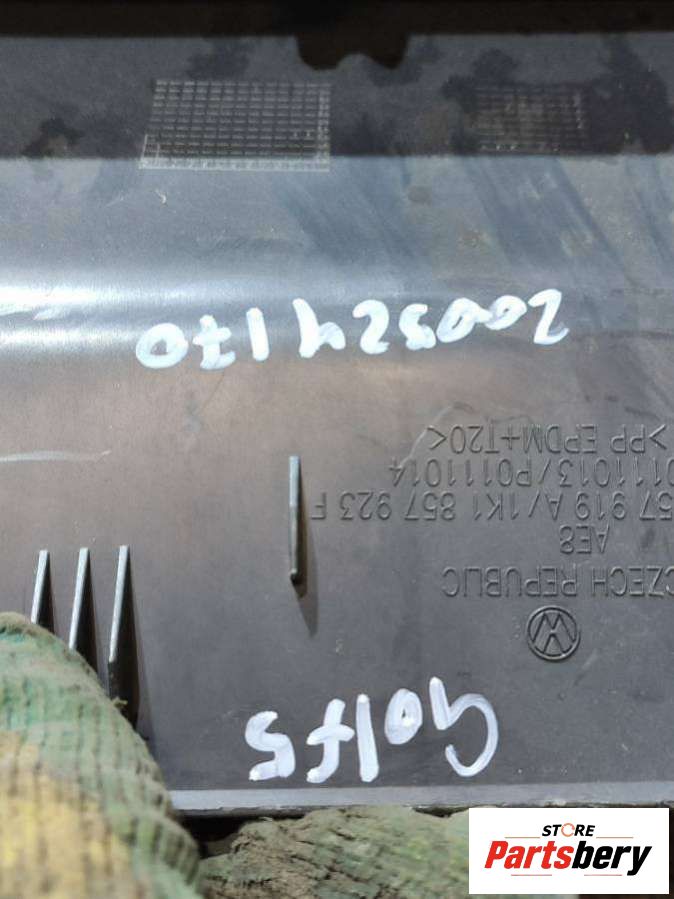 Golf5
CZECH REPUBLIC
AE8
57 919 A/1K1 857 923 F
0111013/P0111014
>PP EPDM+T20<
200524170
STORE
Partsbery